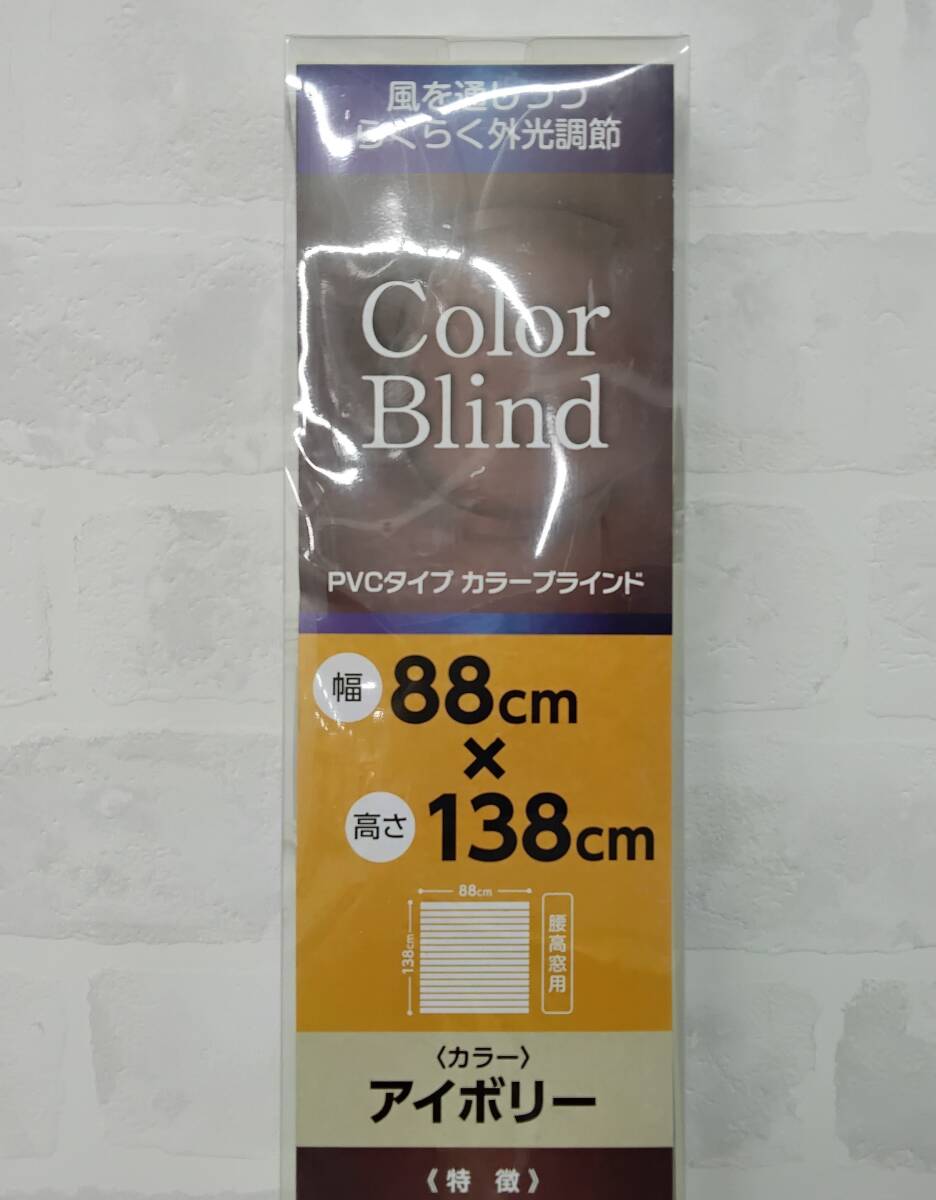 風を通しつつ
らくらく外光調節
Color
Blind
PVCタイプ カラーブラインド
幅 88cm
×
高さ 138cm
88cm
138cm
腰高窓用
〈カラー〉
アイボリー
《特 徴》